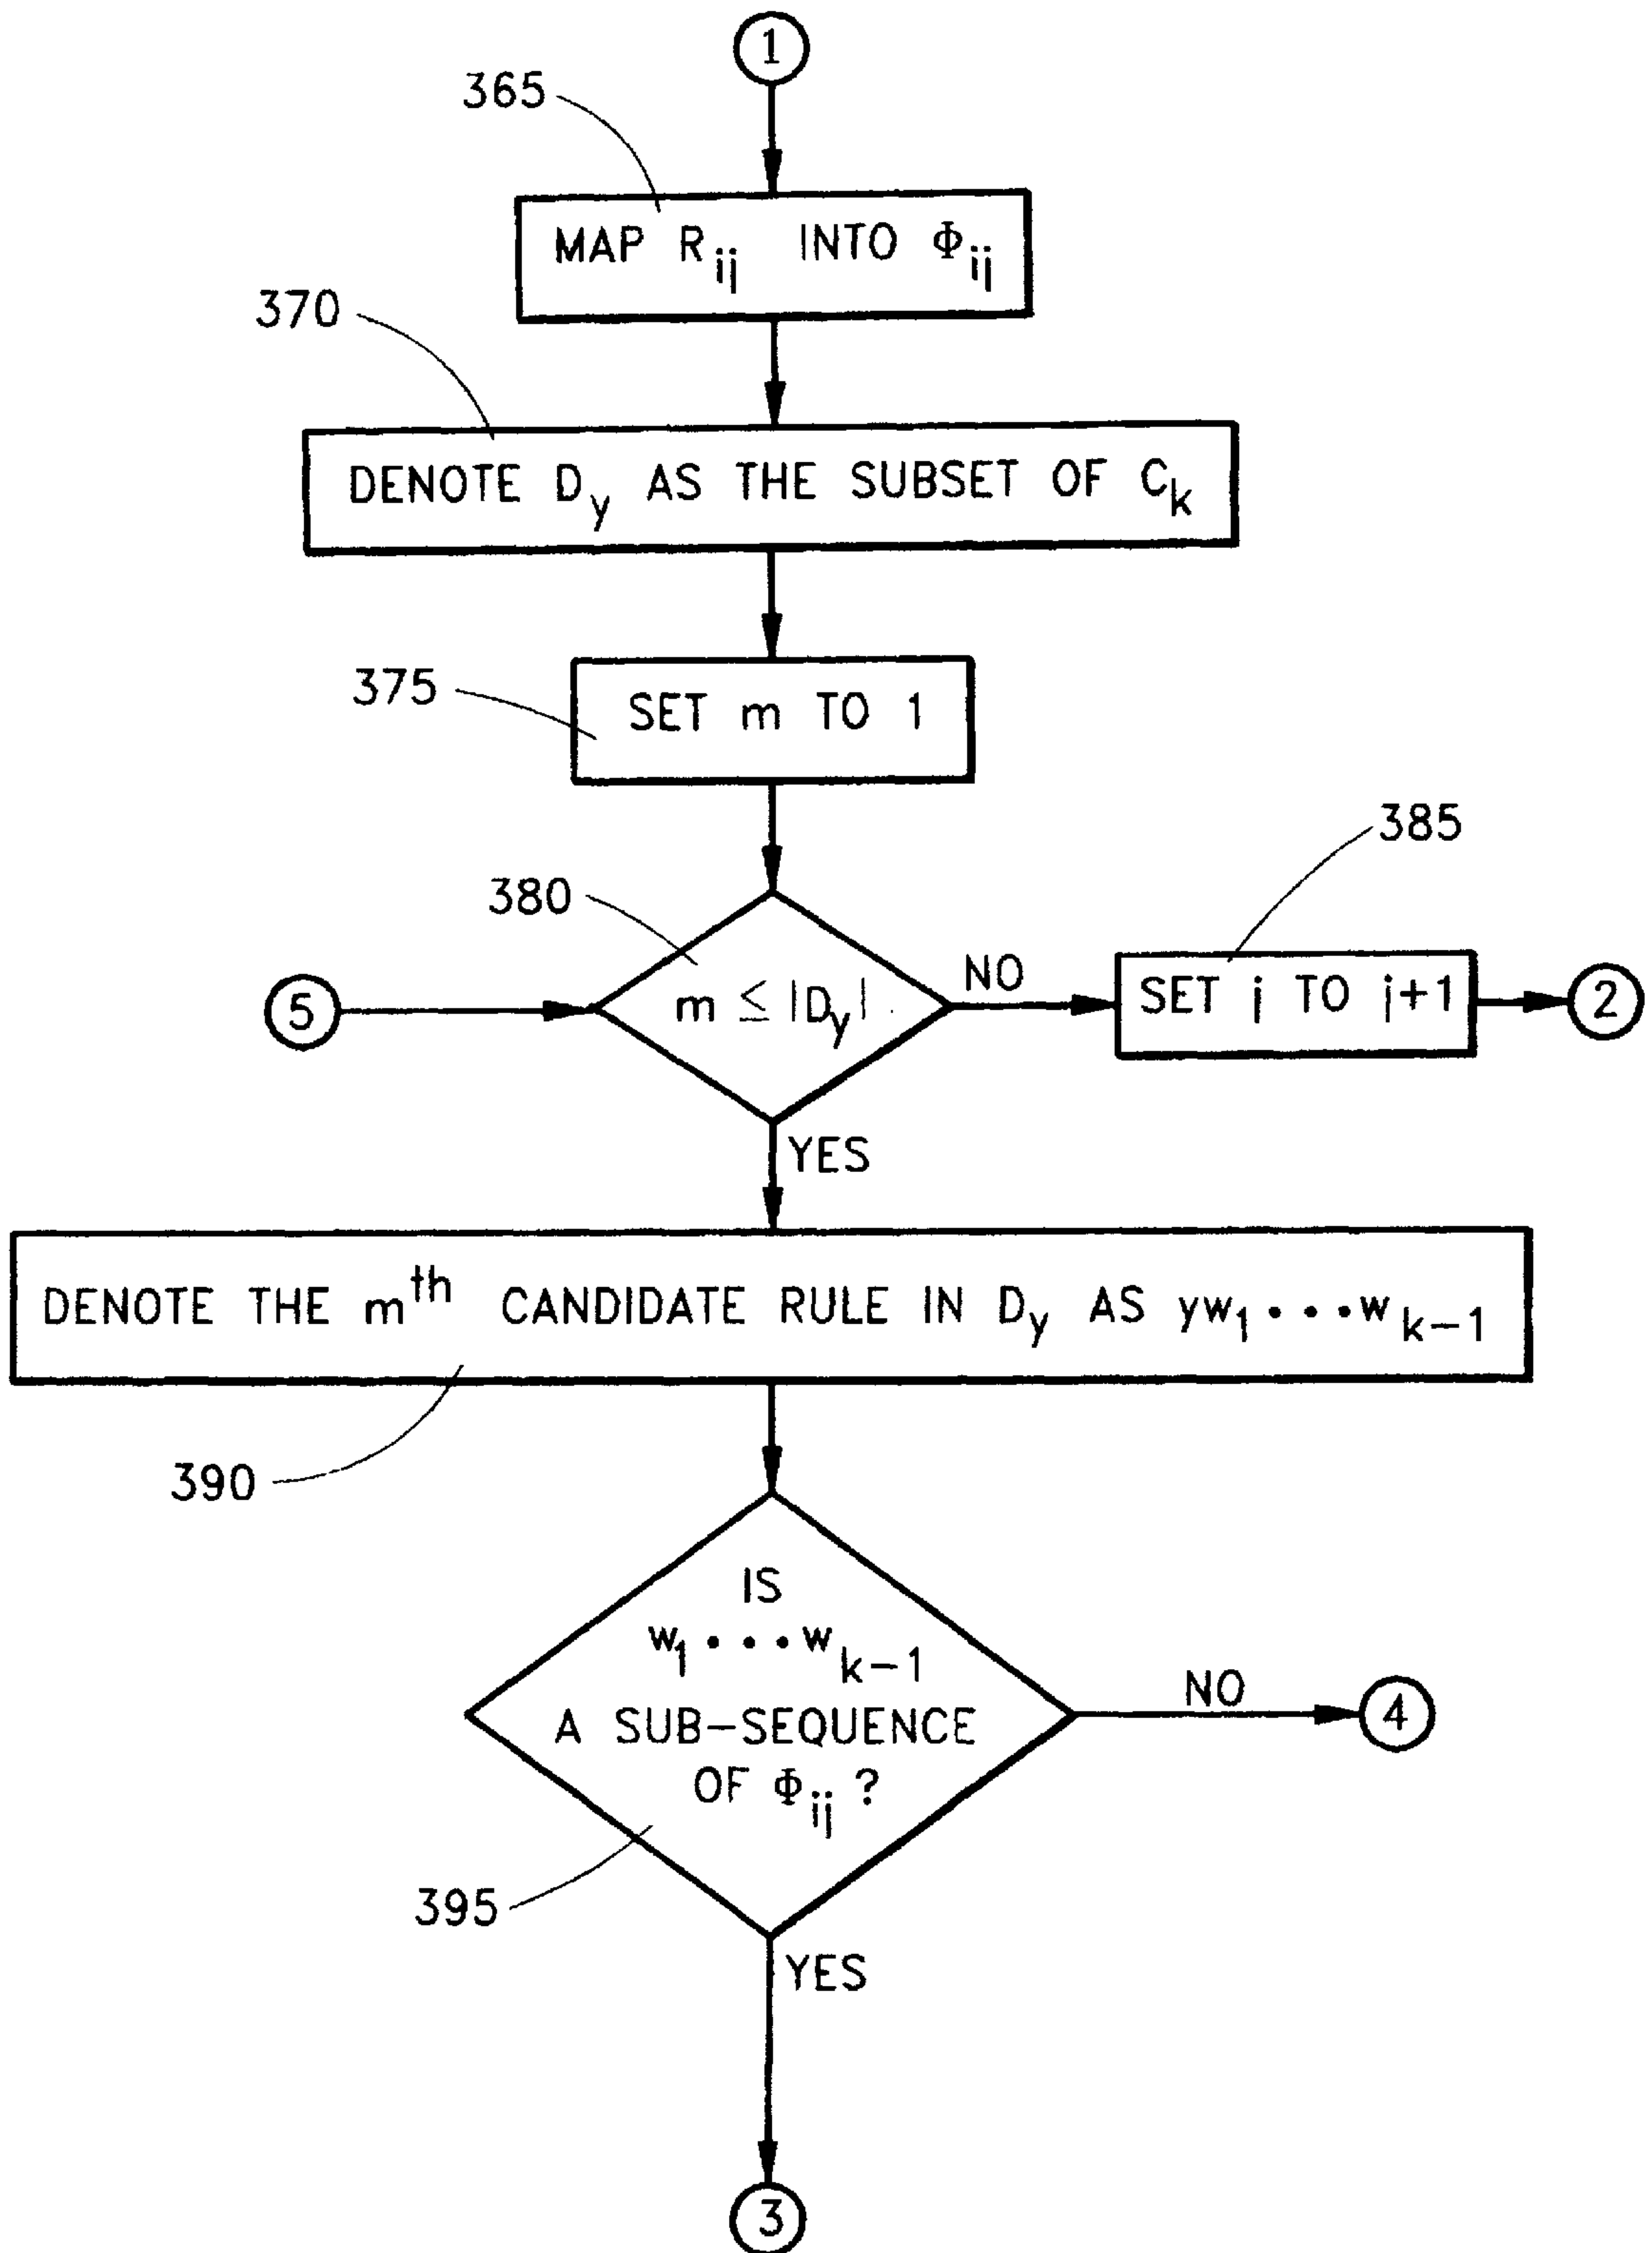 1
365
MAP R_ij INTO Φ_ij
370
DENOTE D_y AS THE SUBSET OF C_k
375
SET m TO 1
385
380
NO
m ≤ |D_y|
SET j TO j+1
2
5
YES
DENOTE THE m^th CANDIDATE RULE IN D_y AS yw_1 • • • w_k-1
390
IS
w_1 • • • w_k-1
NO
4
A SUB-SEQUENCE
OF Φ_ij ?
395
YES
3